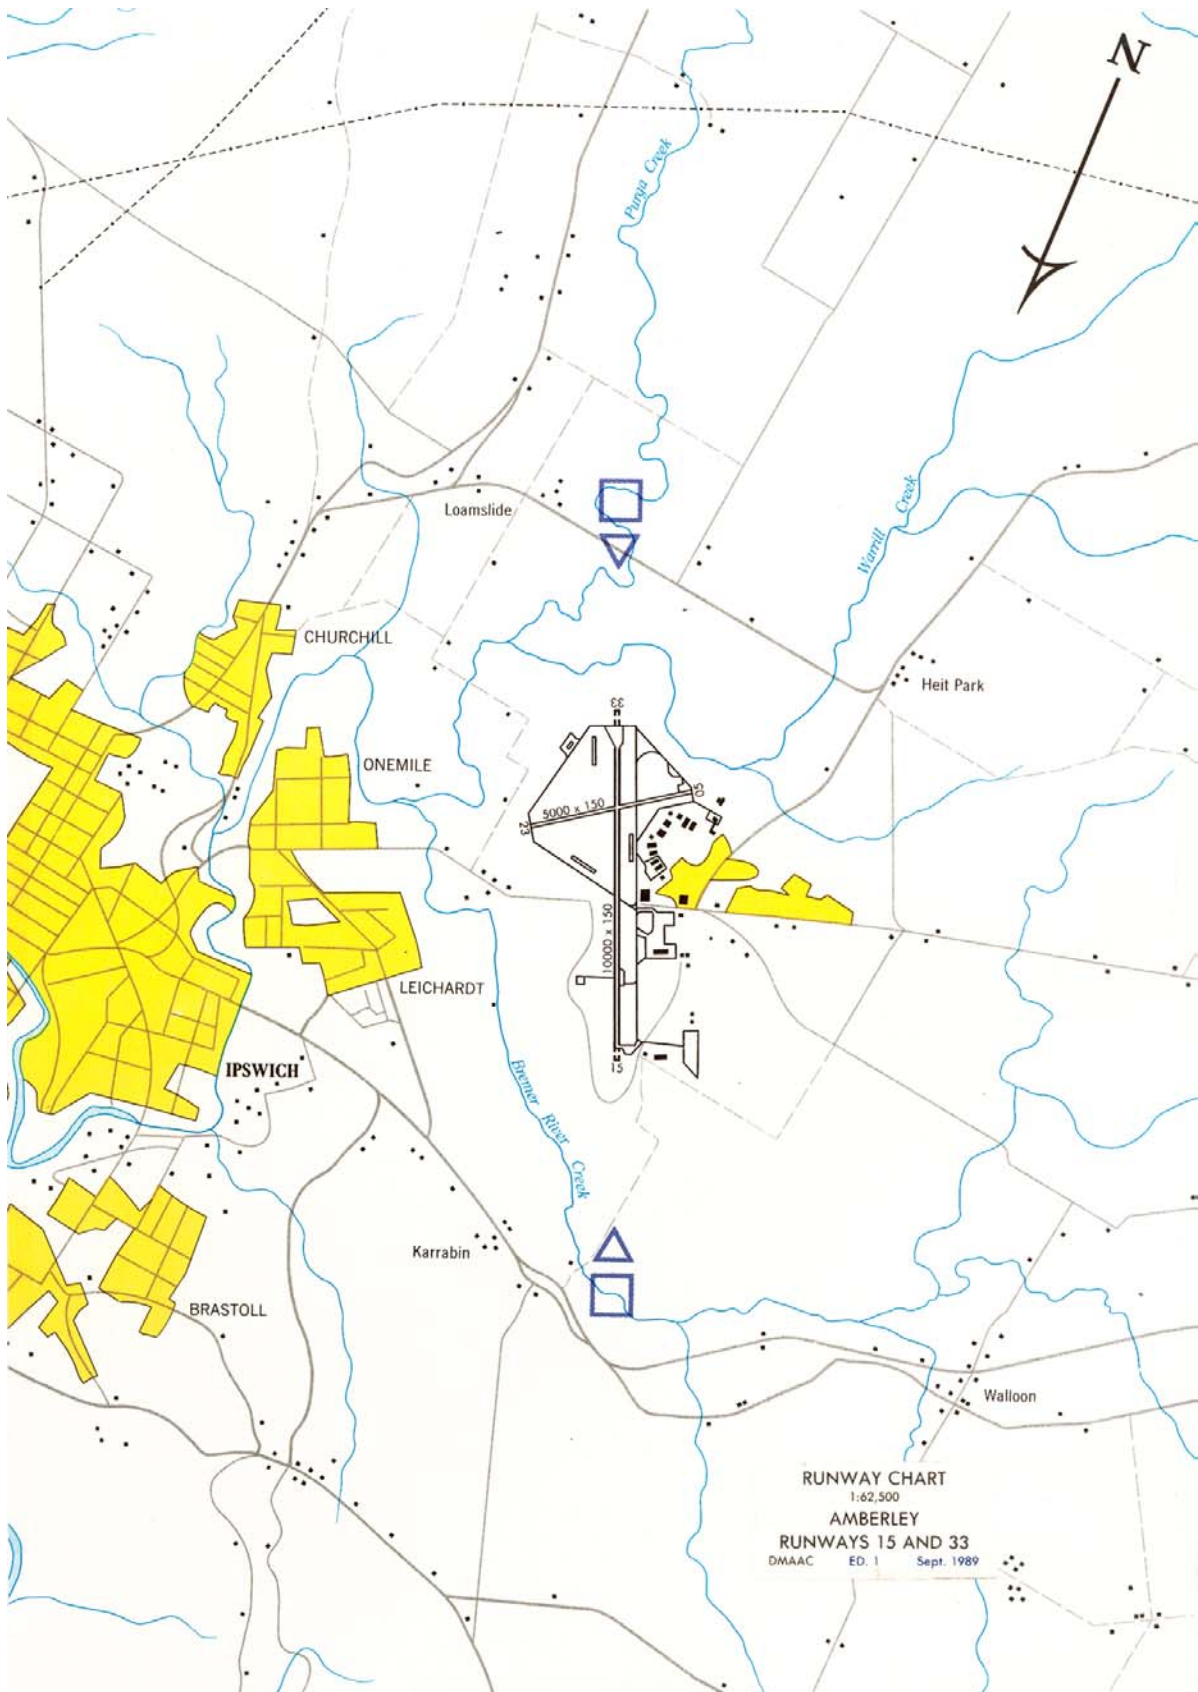 N
Purga Creek
Warrill Creek
Loamslide
CHURCHILL
Heit Park
33
ONEMILE
5000 x 150
05
23
10000 x 150
LEICHARDT
15
IPSWICH
Bremer River Creek
Karrabin
BRASTOLL
Walloon
RUNWAY CHART
1:62,500
AMBERLEY
RUNWAYS 15 AND 33
DMAAC ED. 1 Sept. 1989